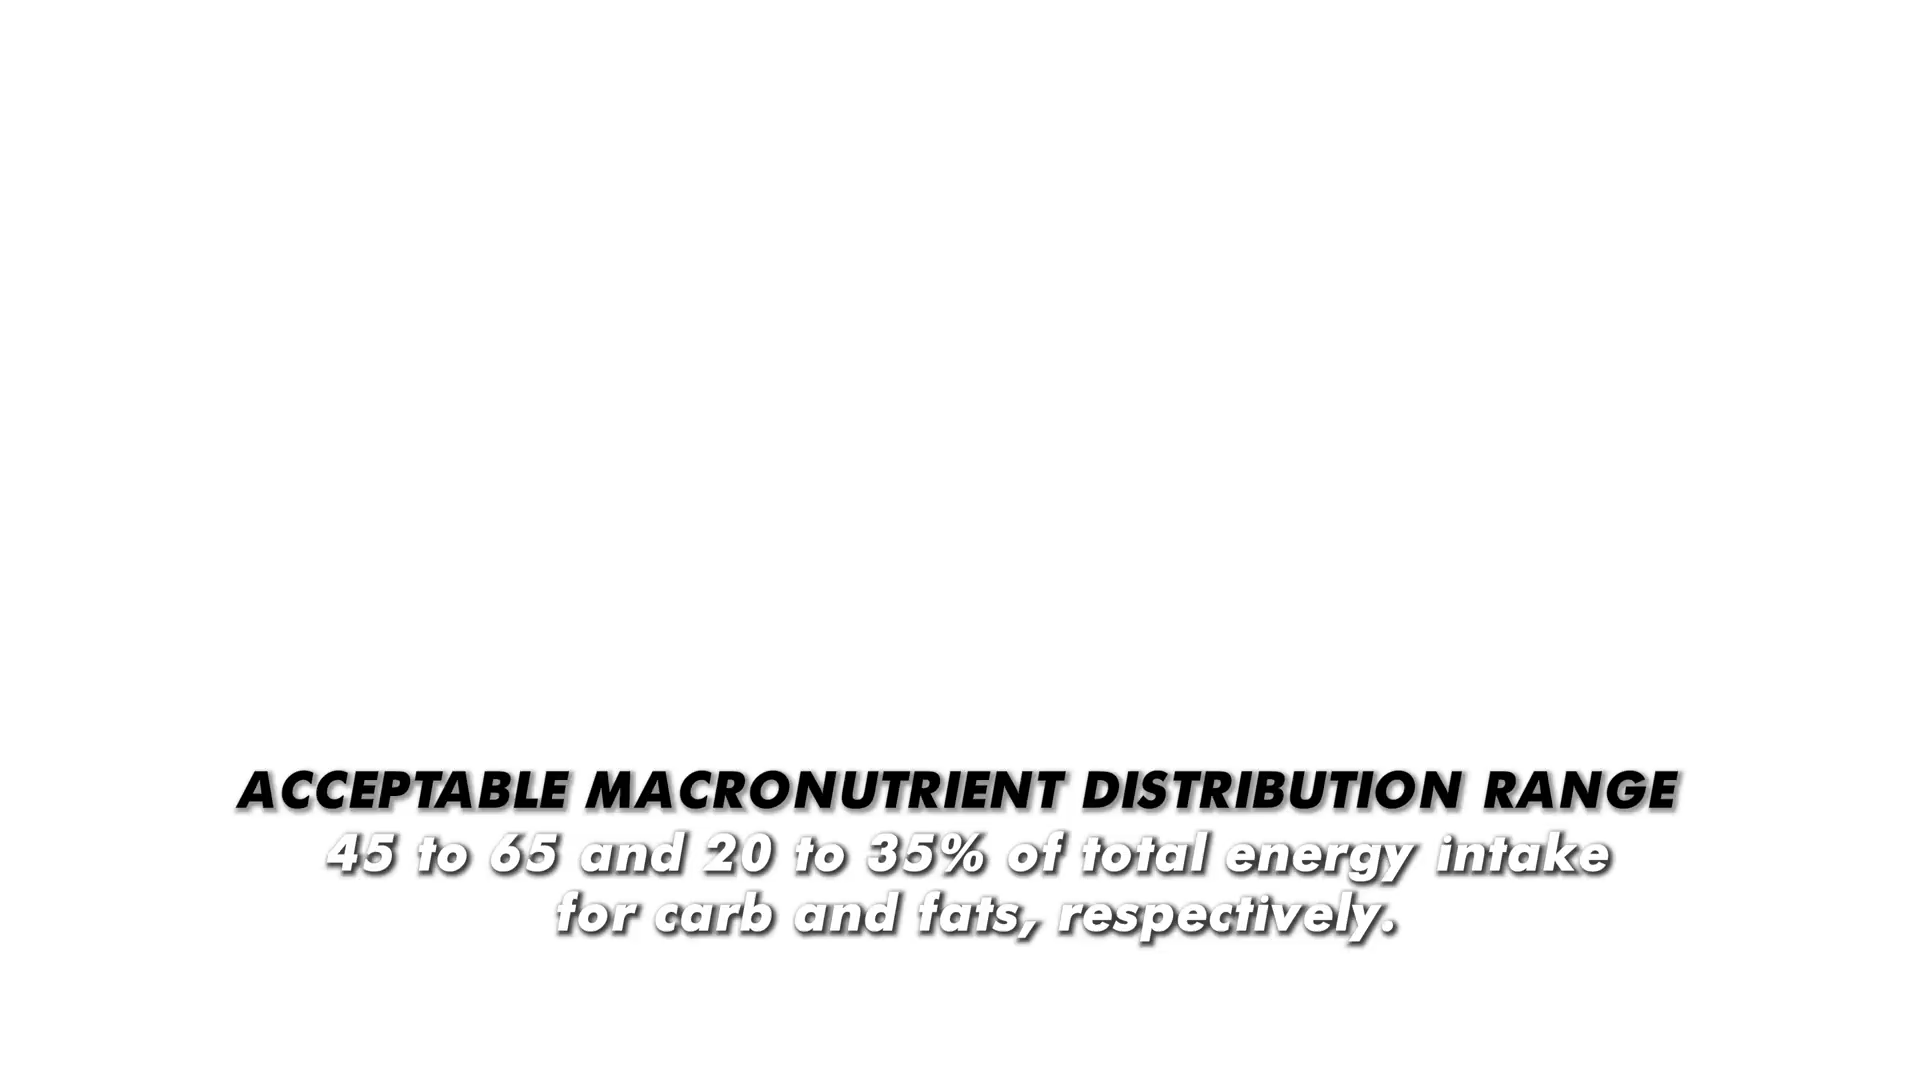 ACCEPTABLE MACRONUTRIENT DISTRIBUTION RANGE
45 to 65 and 20 to 35% of total energy intake
for carb and fats, respectively.